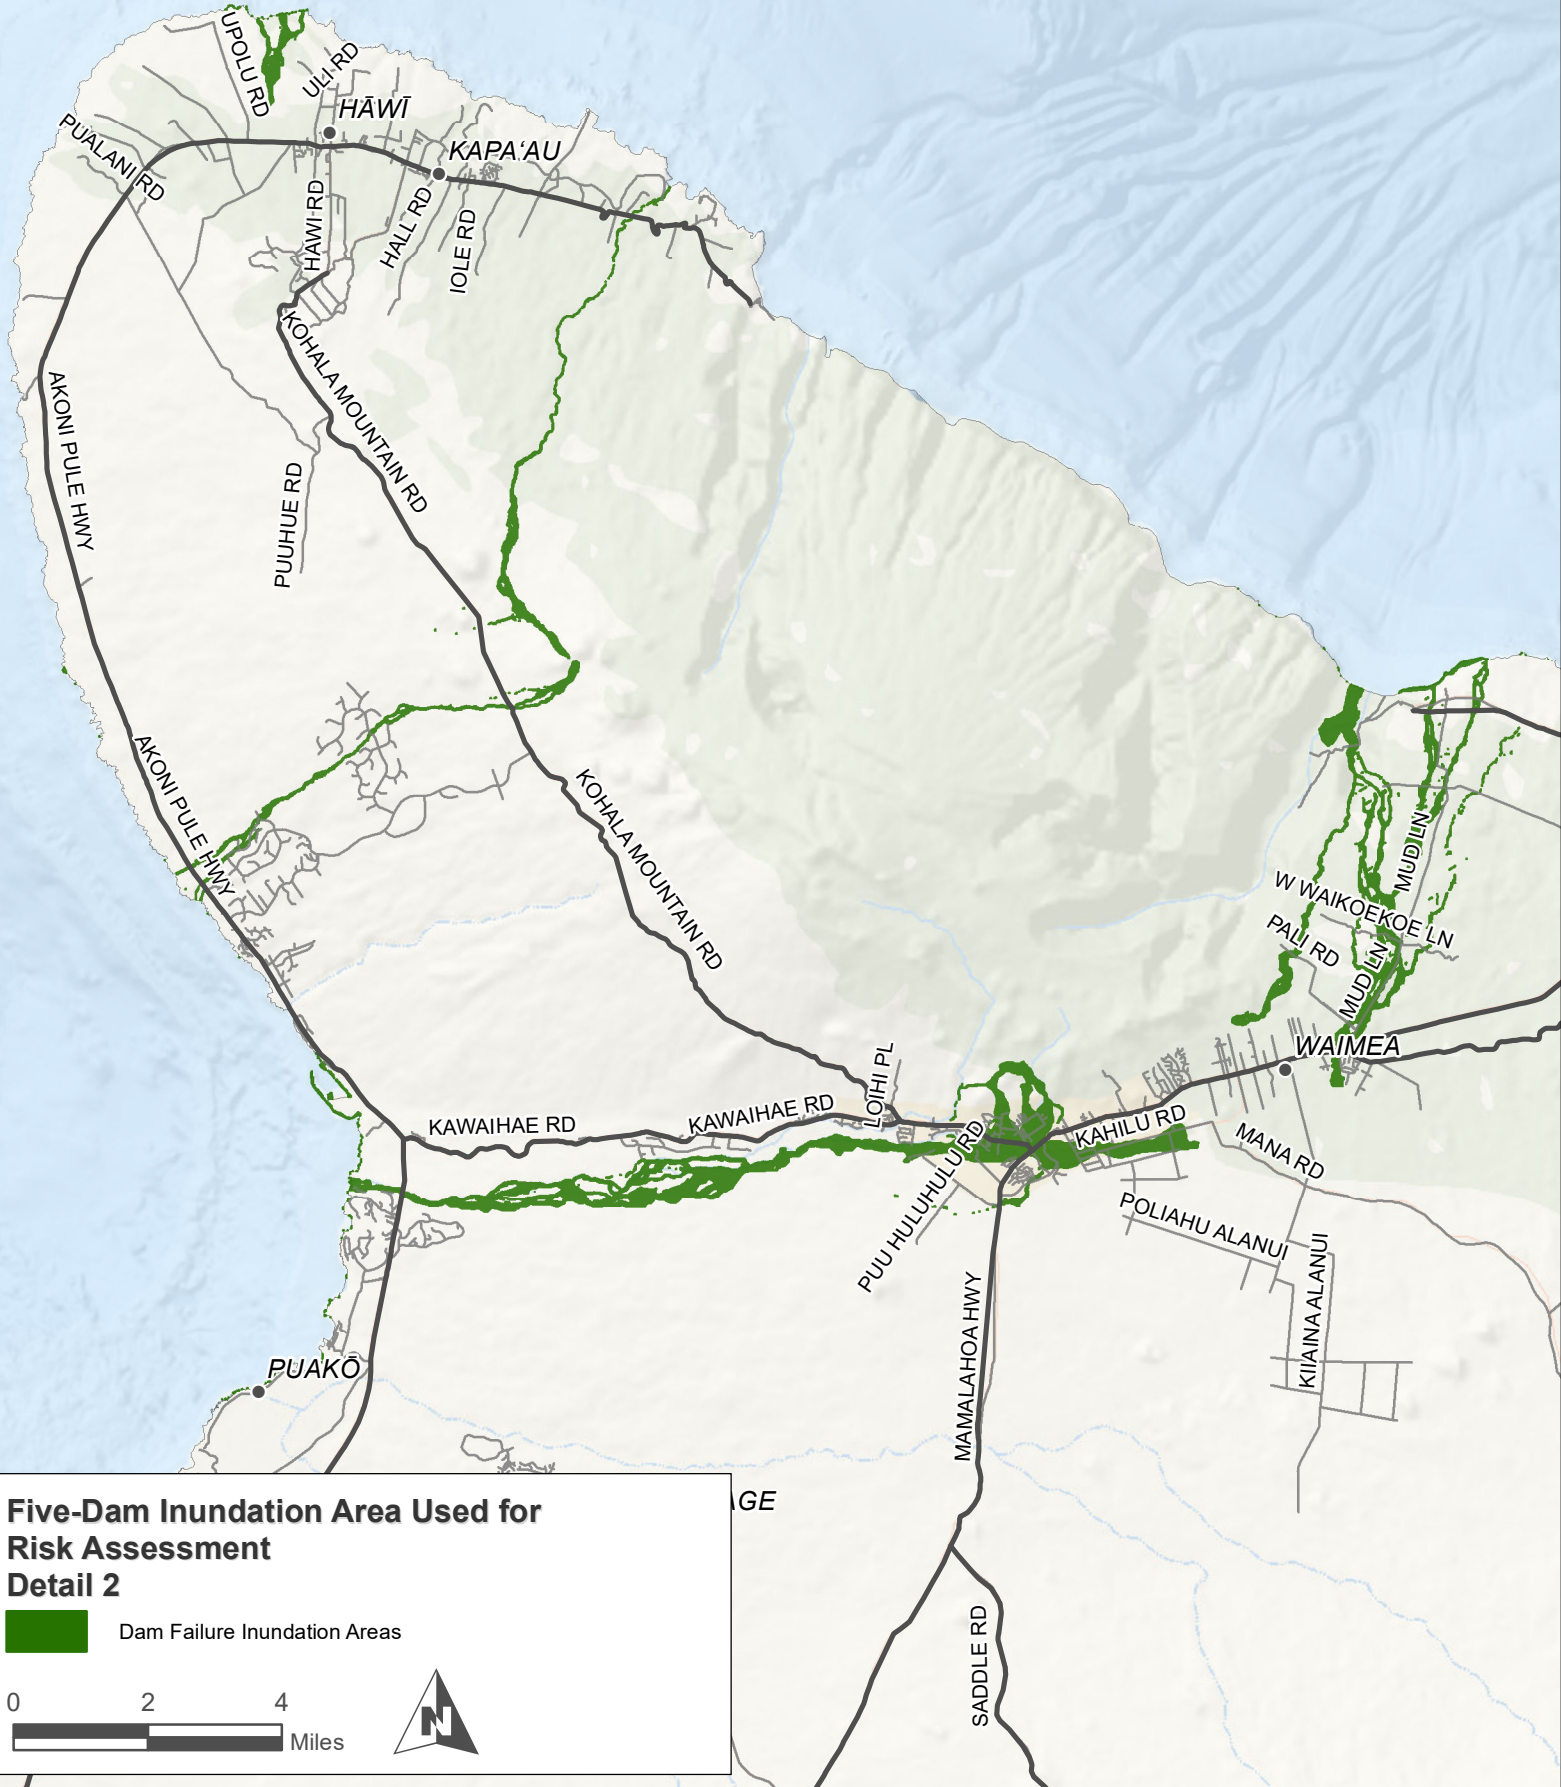 UPOLU RD
ULI RD
HĀWĪ
KAPA‘AU
PUALANI RD
HAWI RD
HALL RD
IOLE RD
KOHALA MOUNTAIN RD
AKONI PULE HWY
PUUHUE RD
AKONI PULE HWY
KOHALA MOUNTAIN RD
MUD LN
W WAIKOEKOE LN
PALI RD
MUD LN
WAIMEA
LOIHI PL
KAWAIHAE RD
KAWAIHAE RD
KAHILU RD
MANA RD
PUU HULUHULU RD
POLIAHU ALANUI
KIIAINA ALANUI
MAMALAHOA HWY
PUAKŌ
AGE
SADDLE RD
Five-Dam Inundation Area Used for
Risk Assessment
Detail 2
Dam Failure Inundation Areas
0 2 4
Miles
N